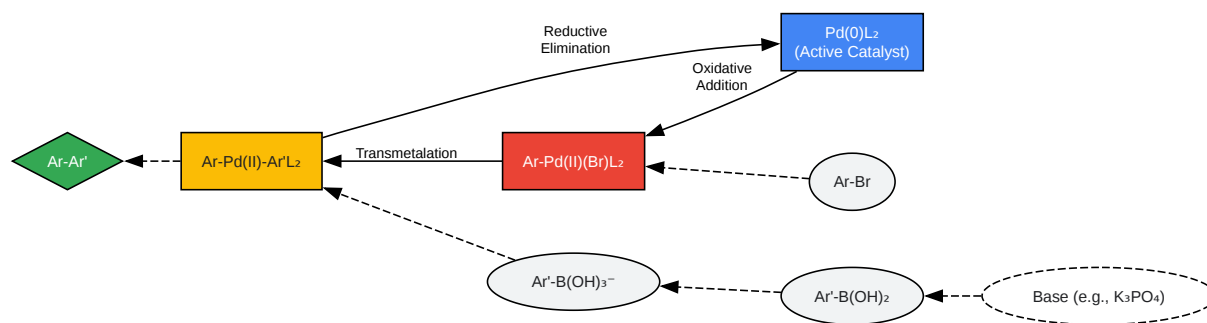 Reductive
Elimination
Pd(0)L₂
(Active Catalyst)
Oxidative
Addition
Ar-Ar'
Ar-Pd(II)-Ar'L₂
Transmetalation
Ar-Pd(II)(Br)L₂
Ar-Br
Ar'-B(OH)₃⁻
Ar'-B(OH)₂
Base (e.g., K₃PO₄)